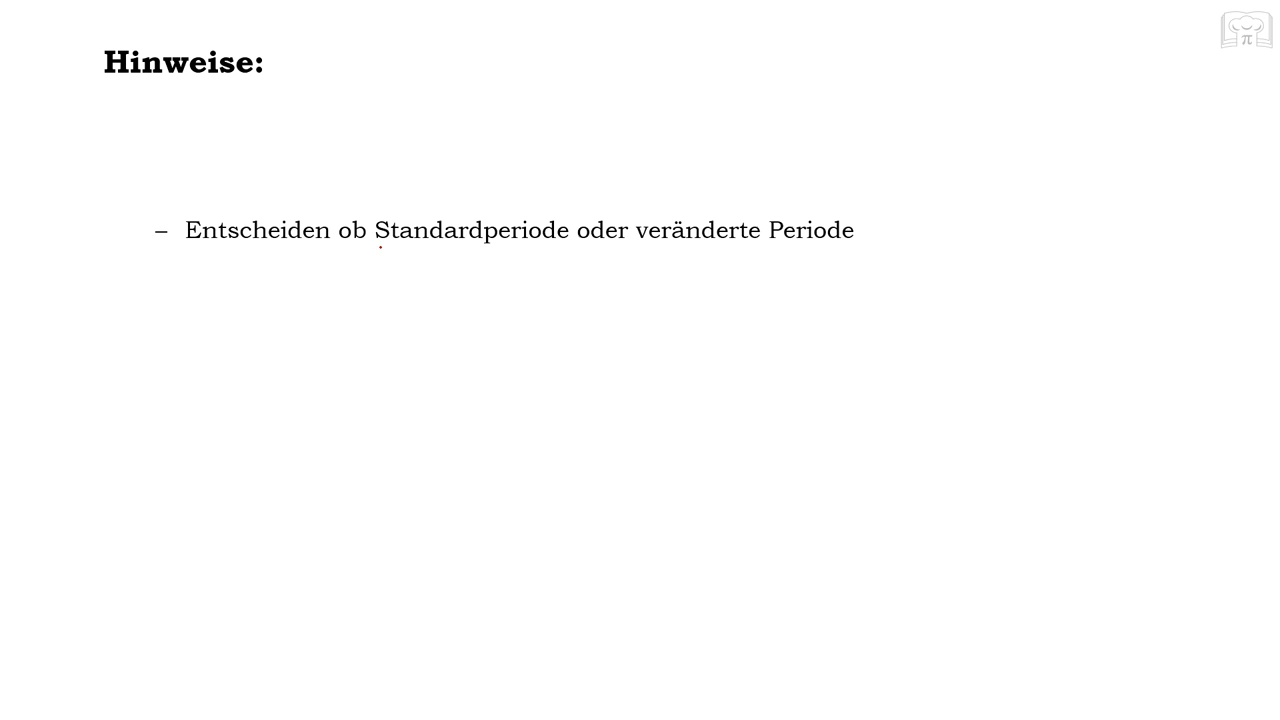 Hinweise:
– Entscheiden ob Standardperiode oder veränderte Periode
π